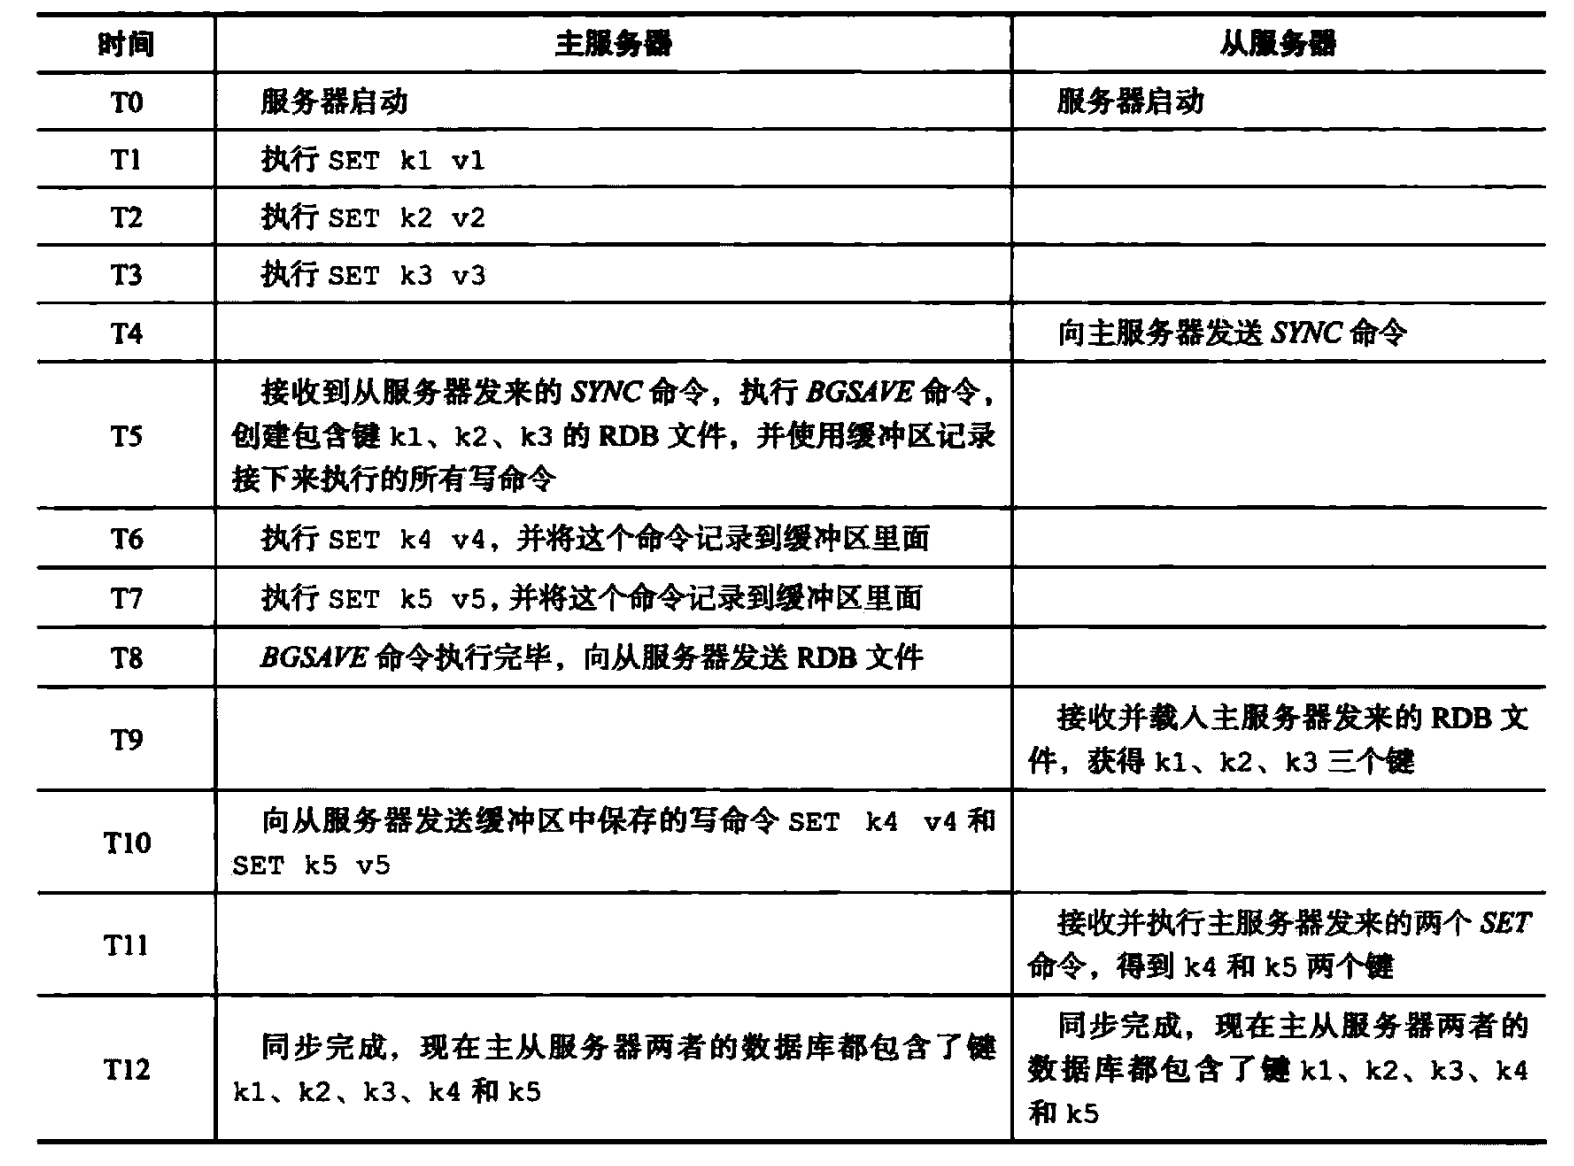 时间 主服务器 从服务器
T0 服务器启动 服务器启动
T1 执行 SET k1 v1
T2 执行 SET k2 v2
T3 执行 SET k3 v3
T4 向主服务器发送 SYNC 命令
接收到从服务器发来的 SYNC 命令，执行 BGSAVE 命令，
T5 创建包含键 k1、k2、k3 的 RDB 文件，并使用缓冲区记录
接下来执行的所有写命令
T6 执行 SET k4 v4，并将这个命令记录到缓冲区里面
T7 执行 SET k5 v5，并将这个命令记录到缓冲区里面
T8 BGSAVE 命令执行完毕，向从服务器发送 RDB 文件
T9 接收并载入主服务器发来的 RDB 文
件，获得 k1、k2、k3 三个键
T10 向从服务器发送缓冲区中保存的写命令 SET k4 v4 和
SET k5 v5
T11 接收并执行主服务器发来的两个 SET
命令，得到 k4 和 k5 两个键
T12 同步完成，现在主从服务器两者的数据库都包含了键
k1、k2、k3、k4 和 k5
同步完成，现在主从服务器两者的
数据库都包含了键 k1、k2、k3、k4
和 k5